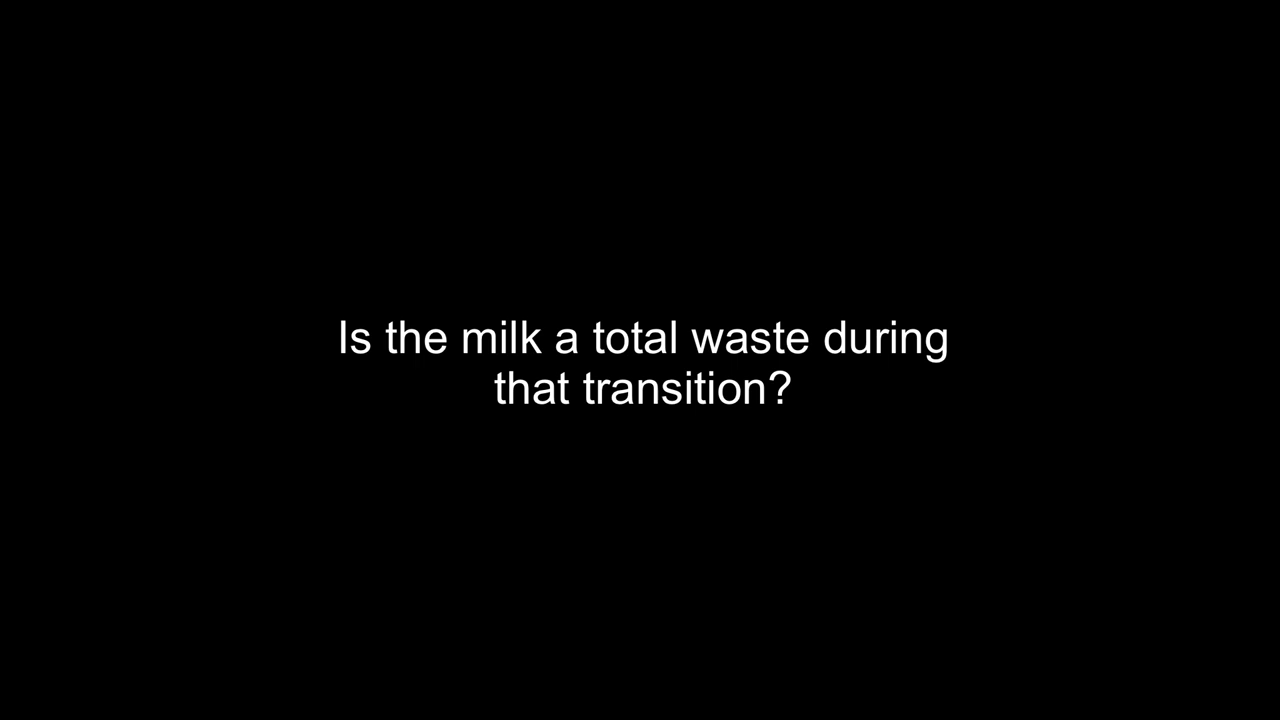 Is the milk a total waste during
that transition?